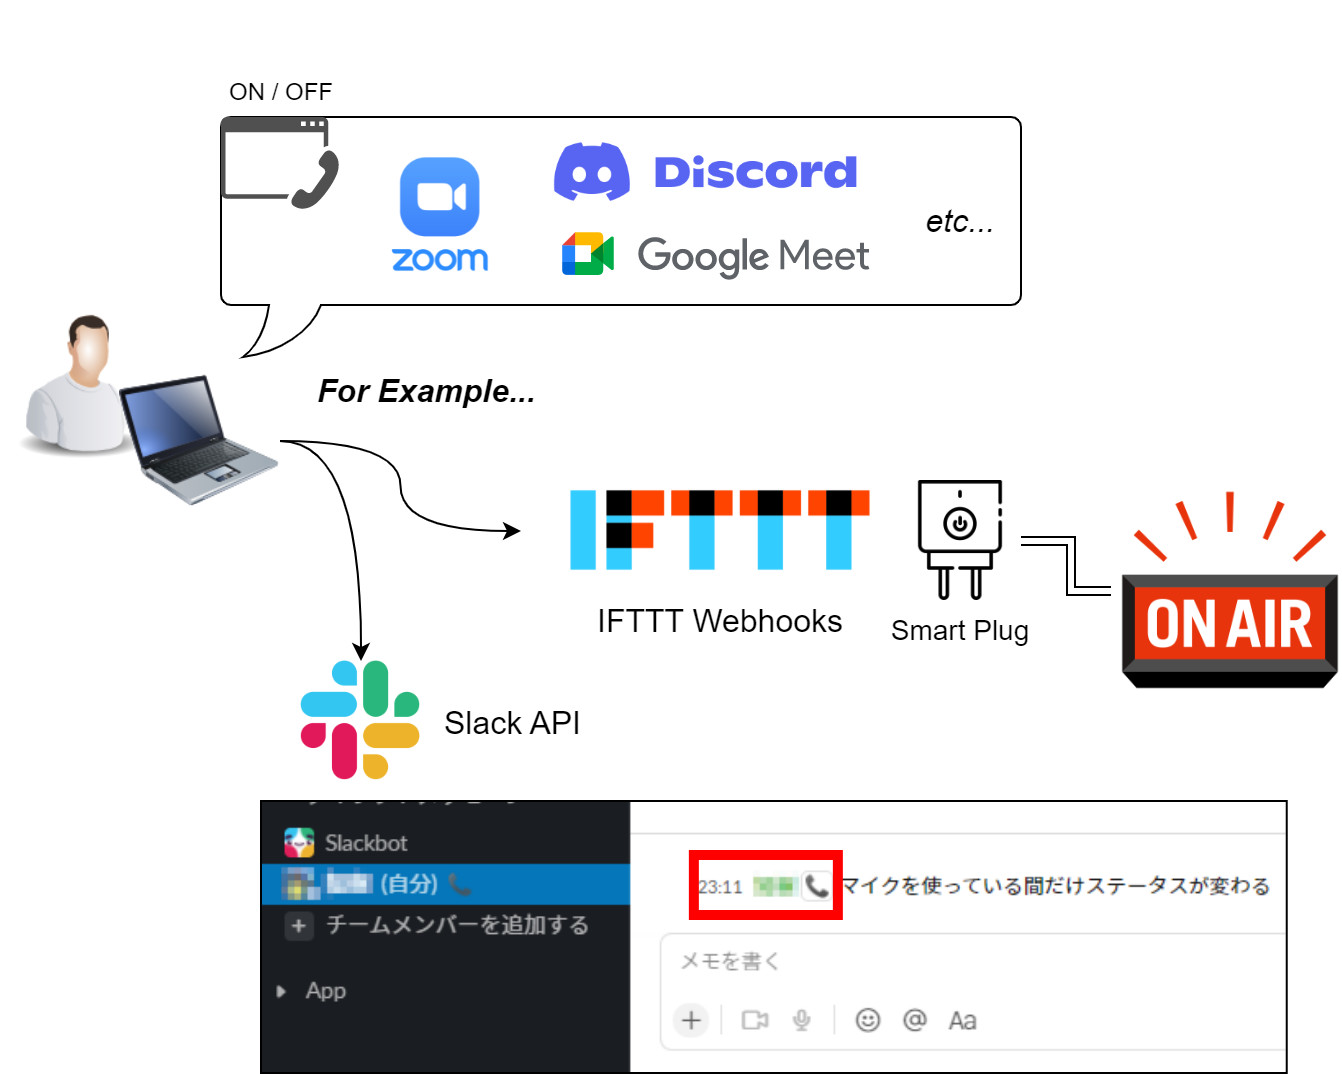 ON / OFF
zoom
Discord
Google Meet
etc...
For Example...
IFTTT
IFTTT Webhooks
Smart Plug
ON AIR
Slack API
Slackbot
(自分)
チームメンバーを追加する
App
23:11
マイクを使っている間だけステータスが変わる
メモを書く
@ Aa